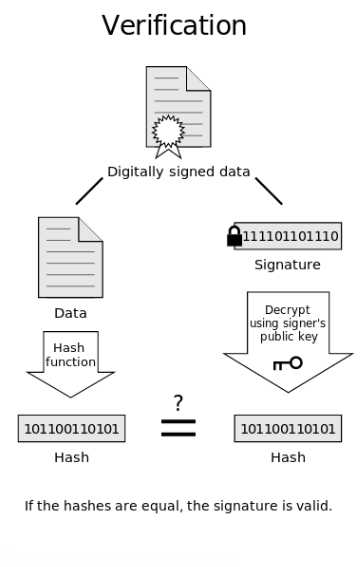 Verification
Digitally signed data
111101101110
Signature
Data
Decrypt
using signer's
public key
Hash
function
?
101100110101
101100110101
Hash
Hash
If the hashes are equal, the signature is valid.